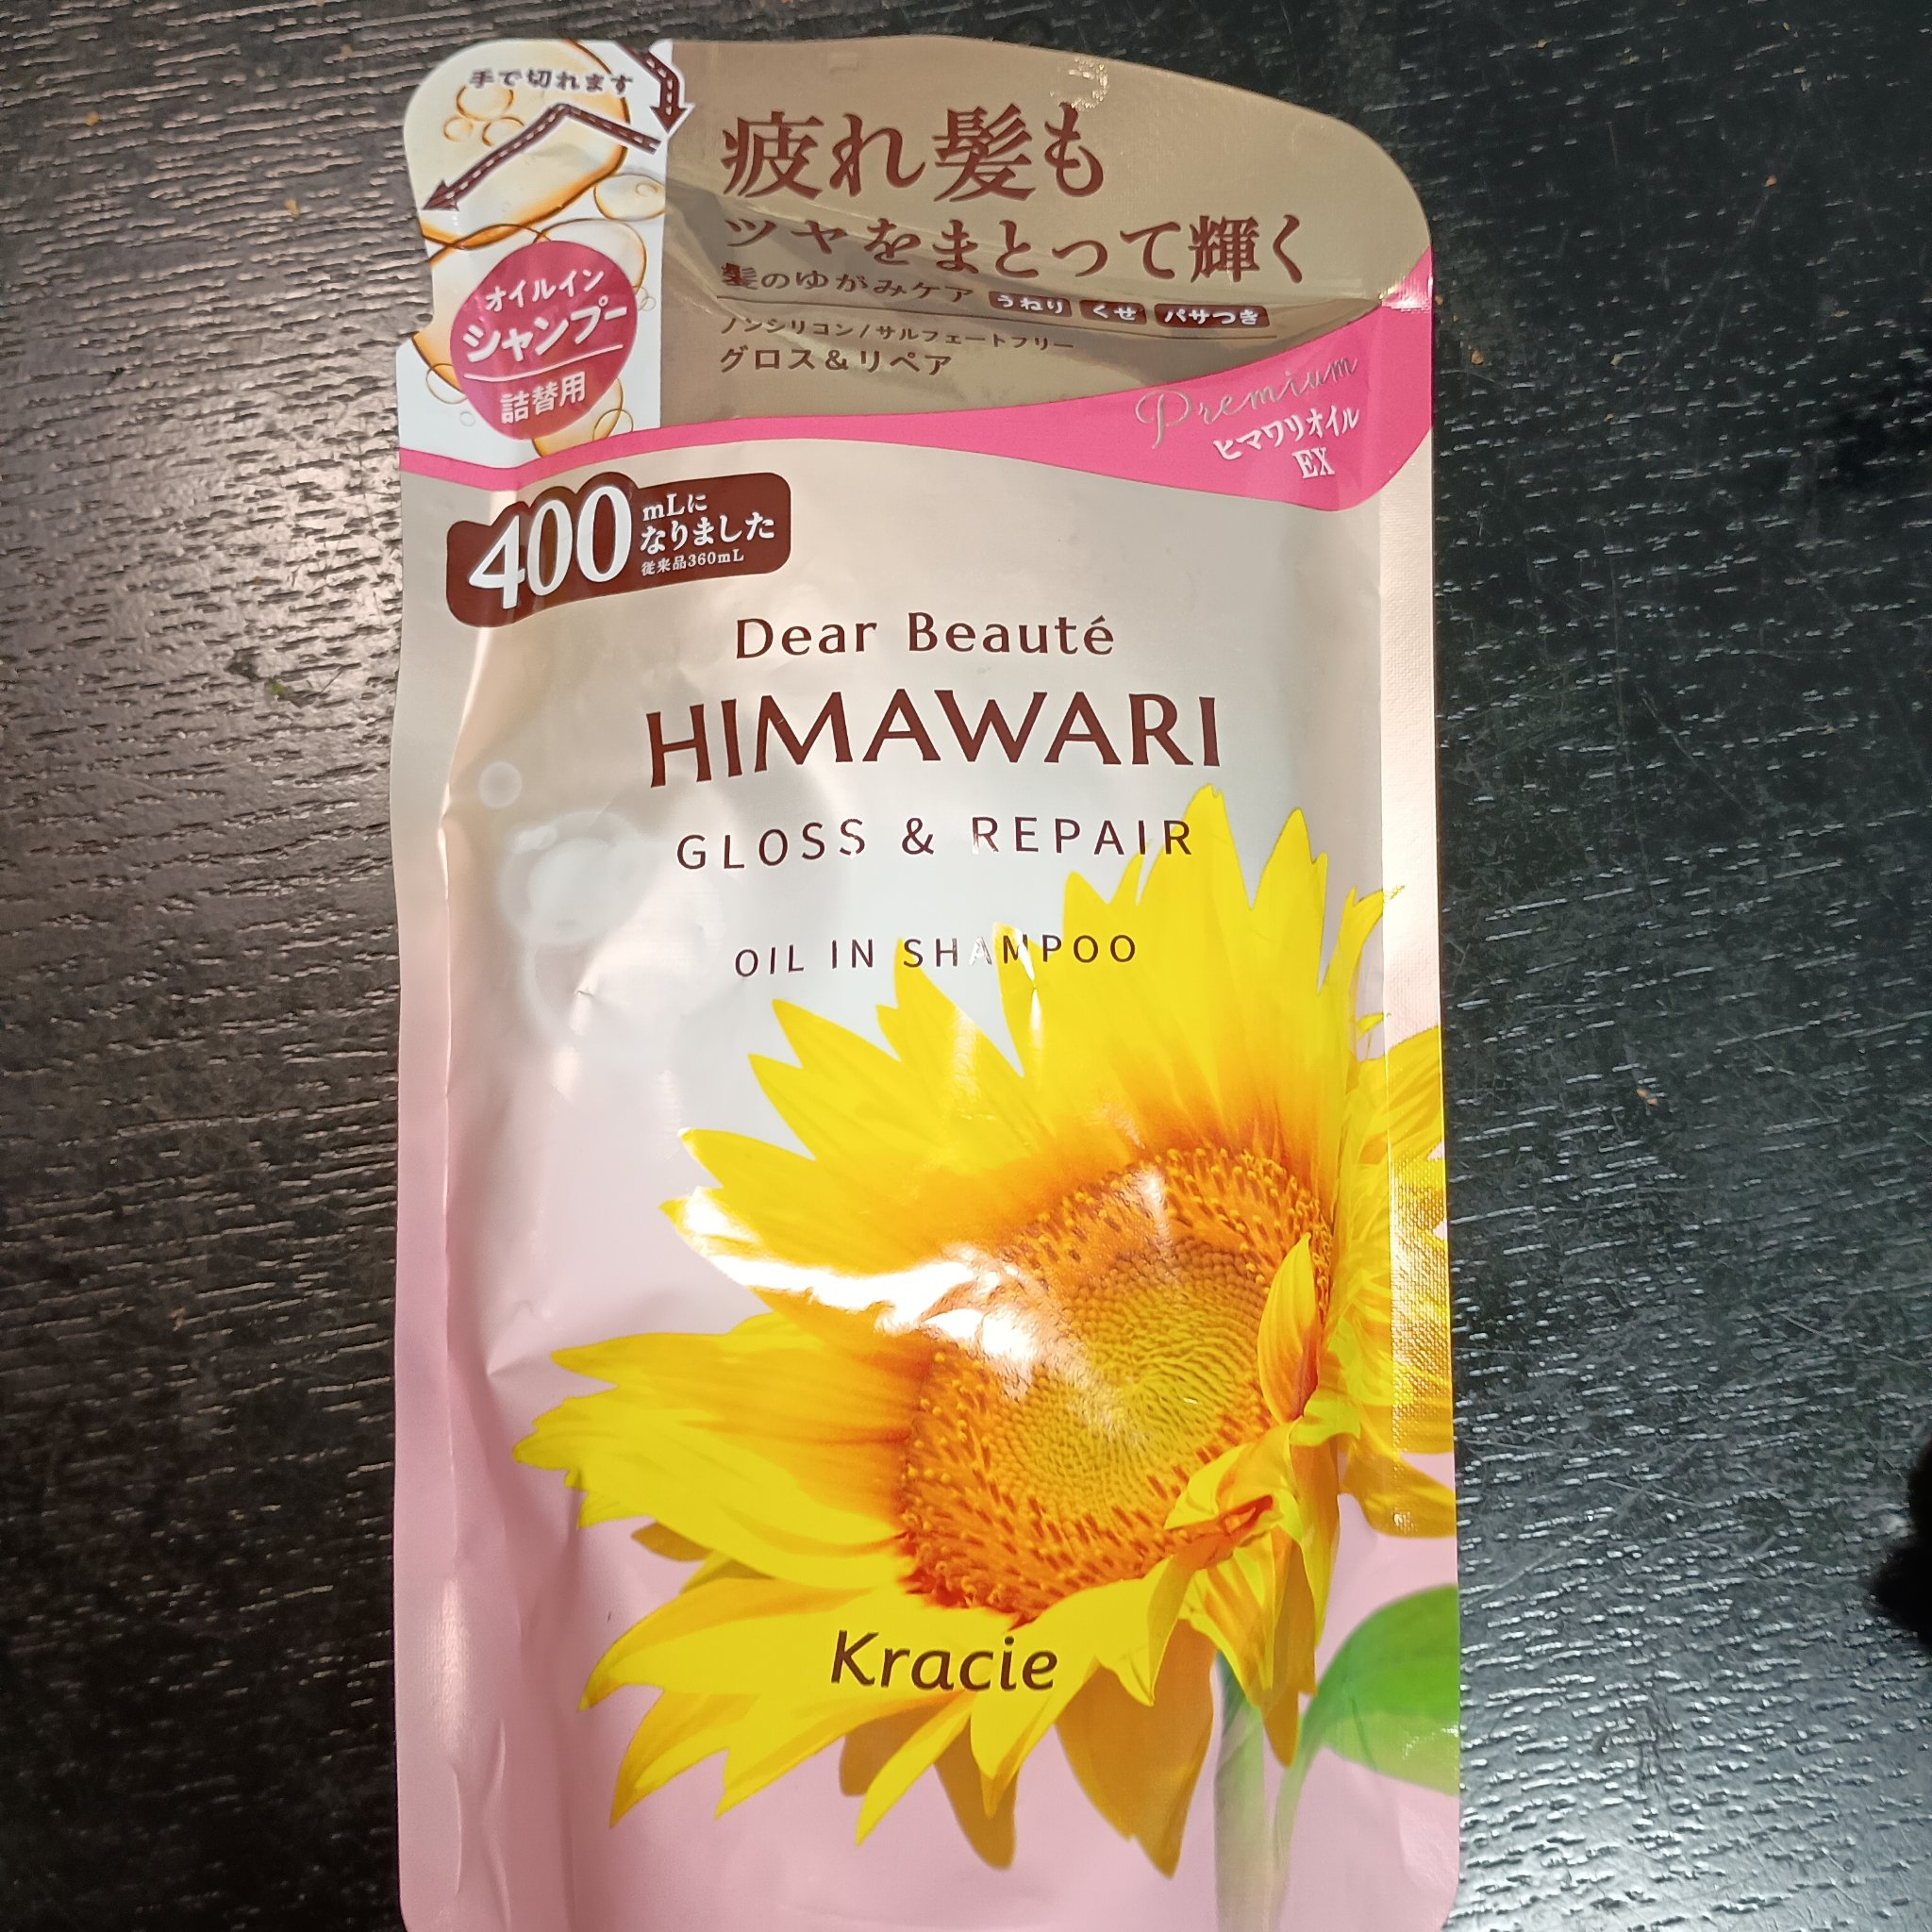 手で切れます
オイルイン
シャンプー
詰替用
疲れ髪も
ツヤをまとって輝く
髪のゆがみケア うねり くせ パサつき
ノンシリコン/サルフェートフリー
グロス&リペア
Premium
ヒマワリオイル
EX
400 mLに
なりました
従来品360mL
Dear Beauté
HIMAWARI
GLOSS & REPAIR
OIL IN SHAMPOO
Kracie